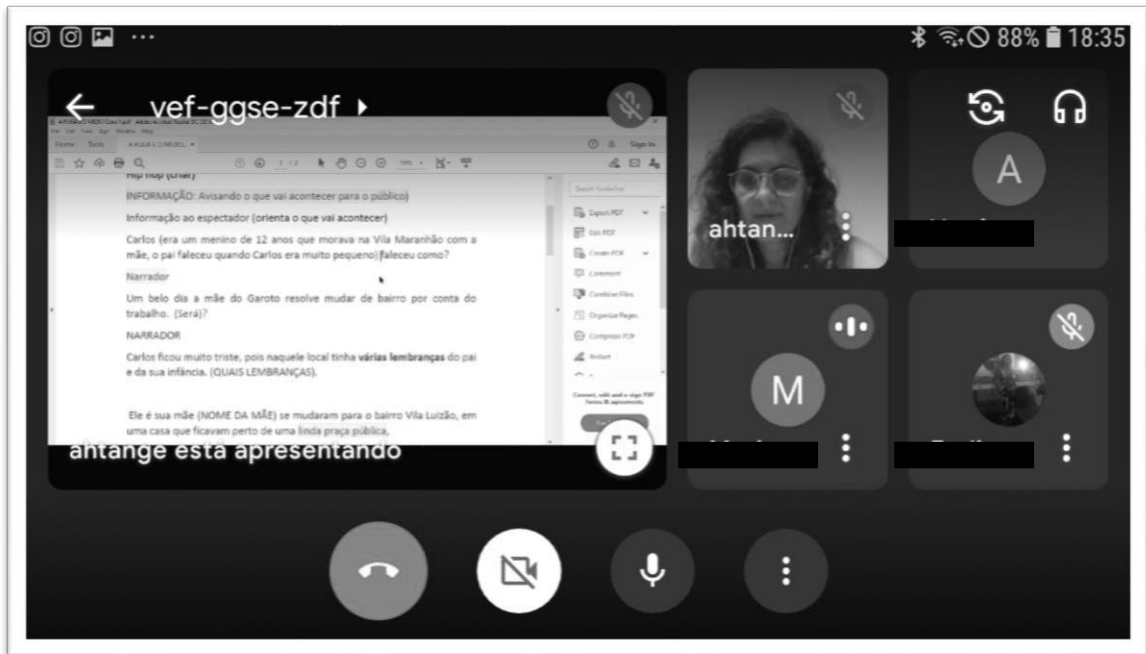 88% 18:35
vef-ggse-zdf
Home Tools
Sign In
1 / 2
Hip hop (criar)
INFORMAÇÃO: Avisando o que vai acontecer para o público)
Informação ao espectador (orienta o que vai acontecer)
Carlos (era um menino de 12 anos que morava na Vila Maranhão com a
mãe, o pai faleceu quando Carlos era muito pequeno) faleceu como?
Narrador
Um belo dia a mãe do Garoto resolve mudar de bairro por conta do
trabalho. (Será)?
NARRADOR
Carlos ficou muito triste, pois naquele local tinha várias lembranças do pai
e da sua infância. (QUAIS LEMBRANÇAS).
Ele é sua mãe (NOME DA MÃE) se mudaram para o bairro Vila Luizão, em
uma casa que ficavam perto de uma linda praça pública,
Export PDF
Edit PDF
Create PDF
Comment
Combine Files
Organize Pages
Compress PDF
Redact
ahtange está apresentando
ahtan...
A
M